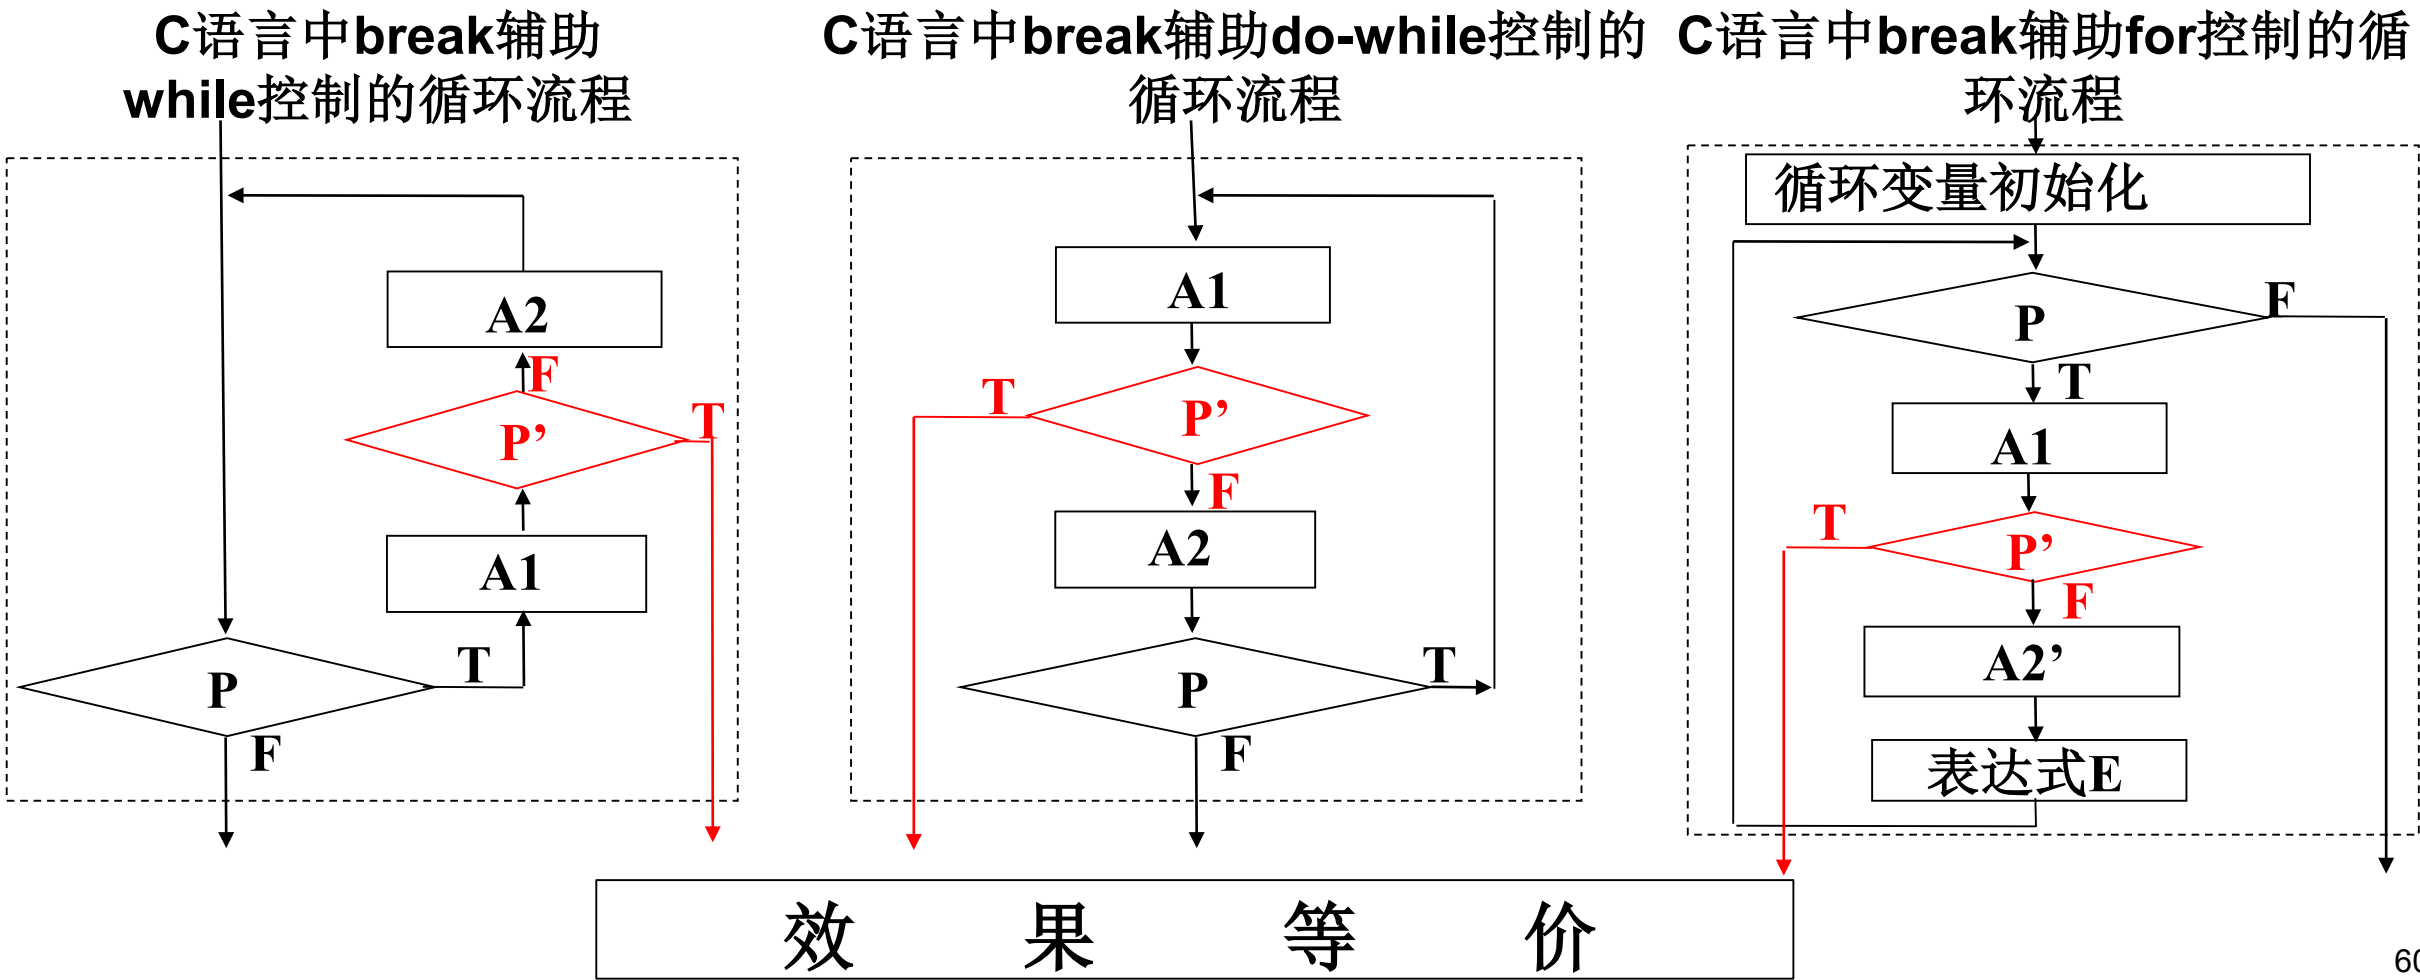 C语言中break辅助
while控制的循环流程
A2
F
P’
T
A1
T
P
F
C语言中break辅助do-while控制的
循环流程
A1
T
P’
F
A2
T
P
F
C语言中break辅助for控制的循
环流程
循环变量初始化
F
P
T
A1
T
P’
F
A2’
表达式E
效 果 等 价
60